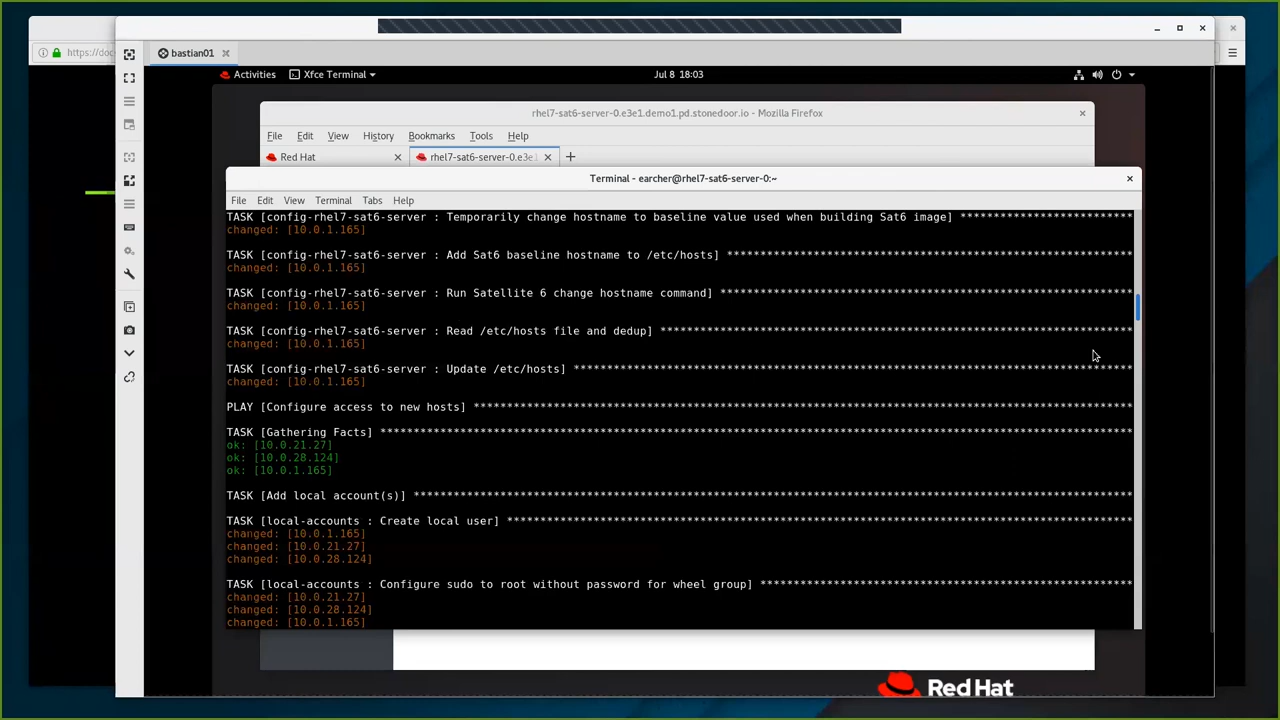 https://doc
bastian01
Activities
Xfce Terminal
Jul 8 18:03
rhel7-sat6-server-0.e3e1.demo1.pd.stonedoor.io - Mozilla Firefox
File Edit View History Bookmarks Tools Help
Red Hat
rhel7-sat6-server-0.e3e1
Terminal - earcher@rhel7-sat6-server-0:~
File Edit View Terminal Tabs Help
TASK [config-rhel7-sat6-server : Temporarily change hostname to baseline value used when building Sat6 image] **************************
changed: [10.0.1.165]
TASK [config-rhel7-sat6-server : Add Sat6 baseline hostname to /etc/hosts] *************************************************************
changed: [10.0.1.165]
TASK [config-rhel7-sat6-server : Run Satellite 6 change hostname command] **************************************************************
changed: [10.0.1.165]
TASK [config-rhel7-sat6-server : Read /etc/hosts file and dedup] ***********************************************************************
changed: [10.0.1.165]
TASK [config-rhel7-sat6-server : Update /etc/hosts] ************************************************************************************
changed: [10.0.1.165]
PLAY [Configure access to new hosts] ***************************************************************************************************
TASK [Gathering Facts] *****************************************************************************************************************
ok: [10.0.21.27]
ok: [10.0.28.124]
ok: [10.0.1.165]
TASK [Add local account(s)] ************************************************************************************************************
TASK [local-accounts : Create local user] **********************************************************************************************
changed: [10.0.1.165]
changed: [10.0.21.27]
changed: [10.0.28.124]
TASK [local-accounts : Configure sudo to root without password for wheel group] ********************************************************
changed: [10.0.21.27]
changed: [10.0.28.124]
changed: [10.0.1.165]
Red Hat